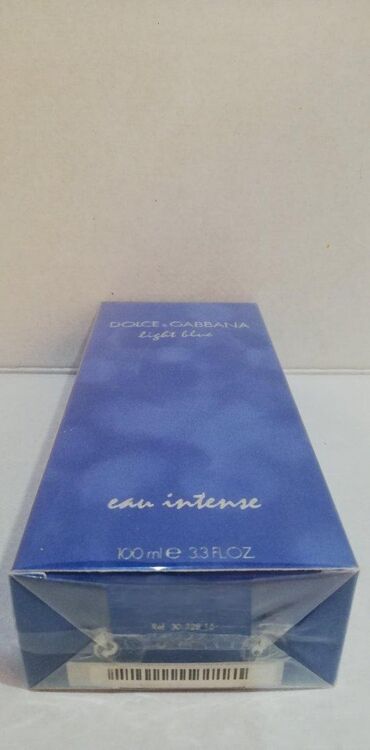 DOLCE & GABBANA
light blue
eau intense
100 ml e 3.3 FL.OZ.